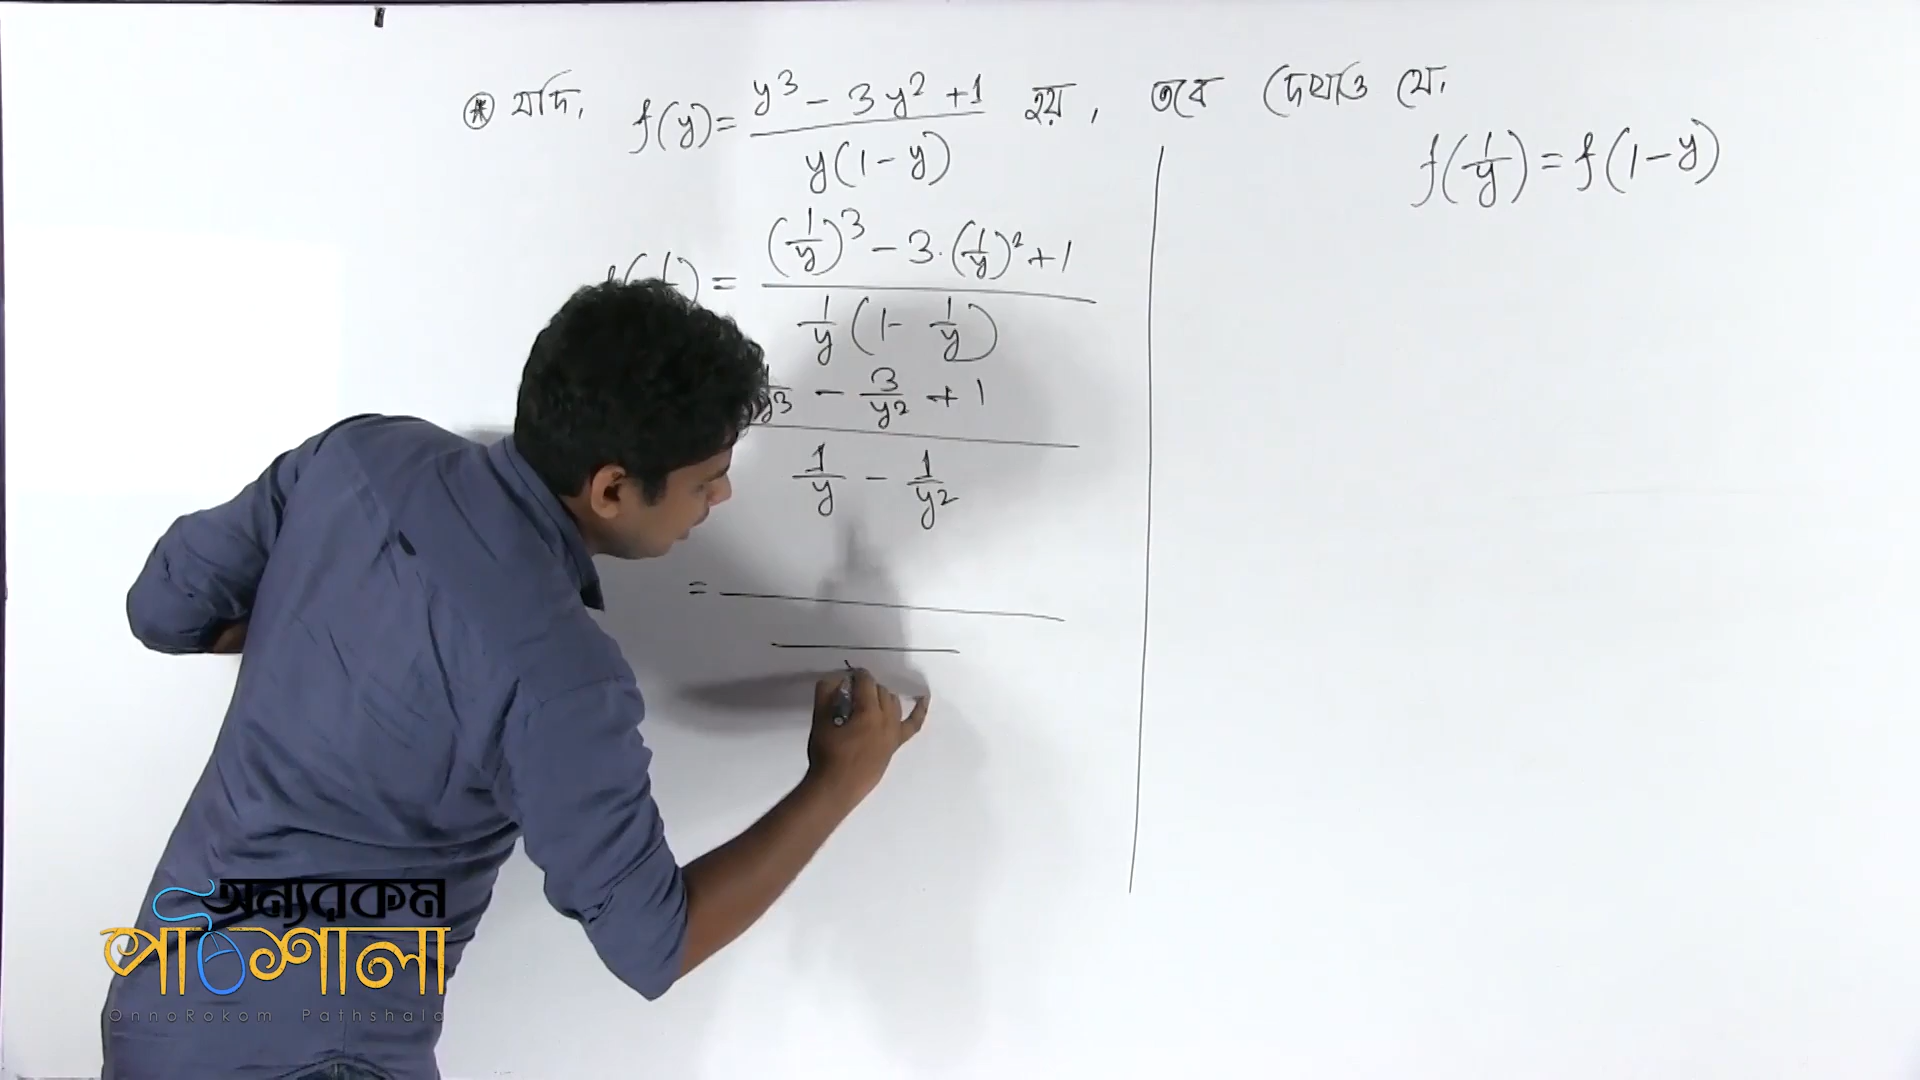 * যদি, f(y) = (y³ - 3y² + 1) / (y(1 - y)) হয়, তবে দেখাও যে,
f(1/y) = f(1 - y)
= ((1/y)³ - 3·(1/y)² + 1) / (1/y (1 - 1/y))
y³ - 3/y² + 1
1/y - 1/y²
=
অন্যরকম
পাঠশালা
OnnoRokom Pathshala